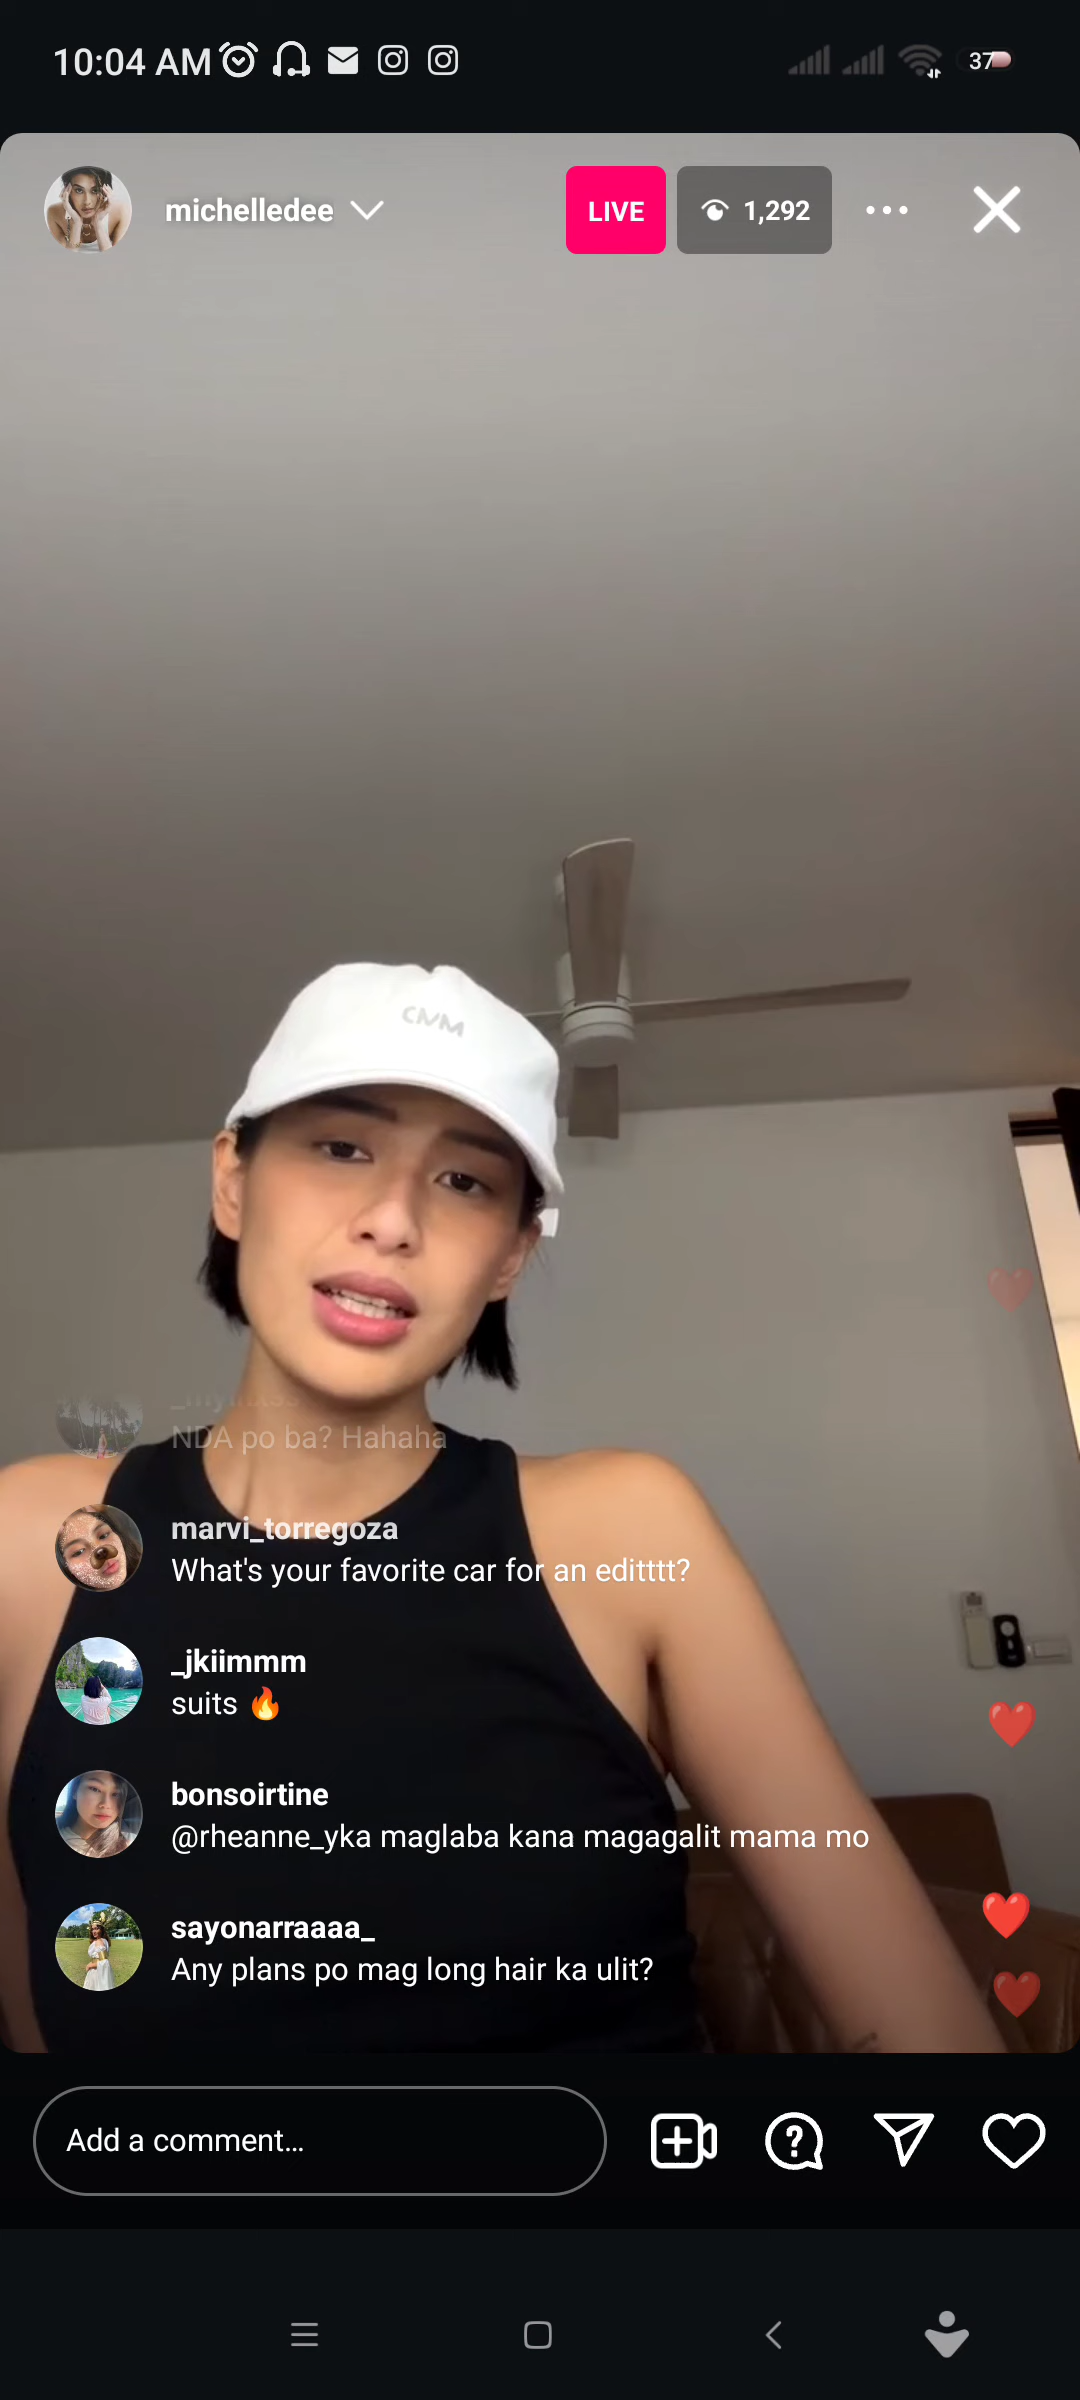 10:04 AM
37
michelledee
LIVE
1,292
CMM
NDA po ba? Hahaha
marvi_torregoza
What's your favorite car for an editttt?
_jkiimmm
suits 🔥
bonsoirtine
@rheanne_yka maglaba kana magagalit mama mo
sayonarraaaa_
Any plans po mag long hair ka ulit?
Add a comment...